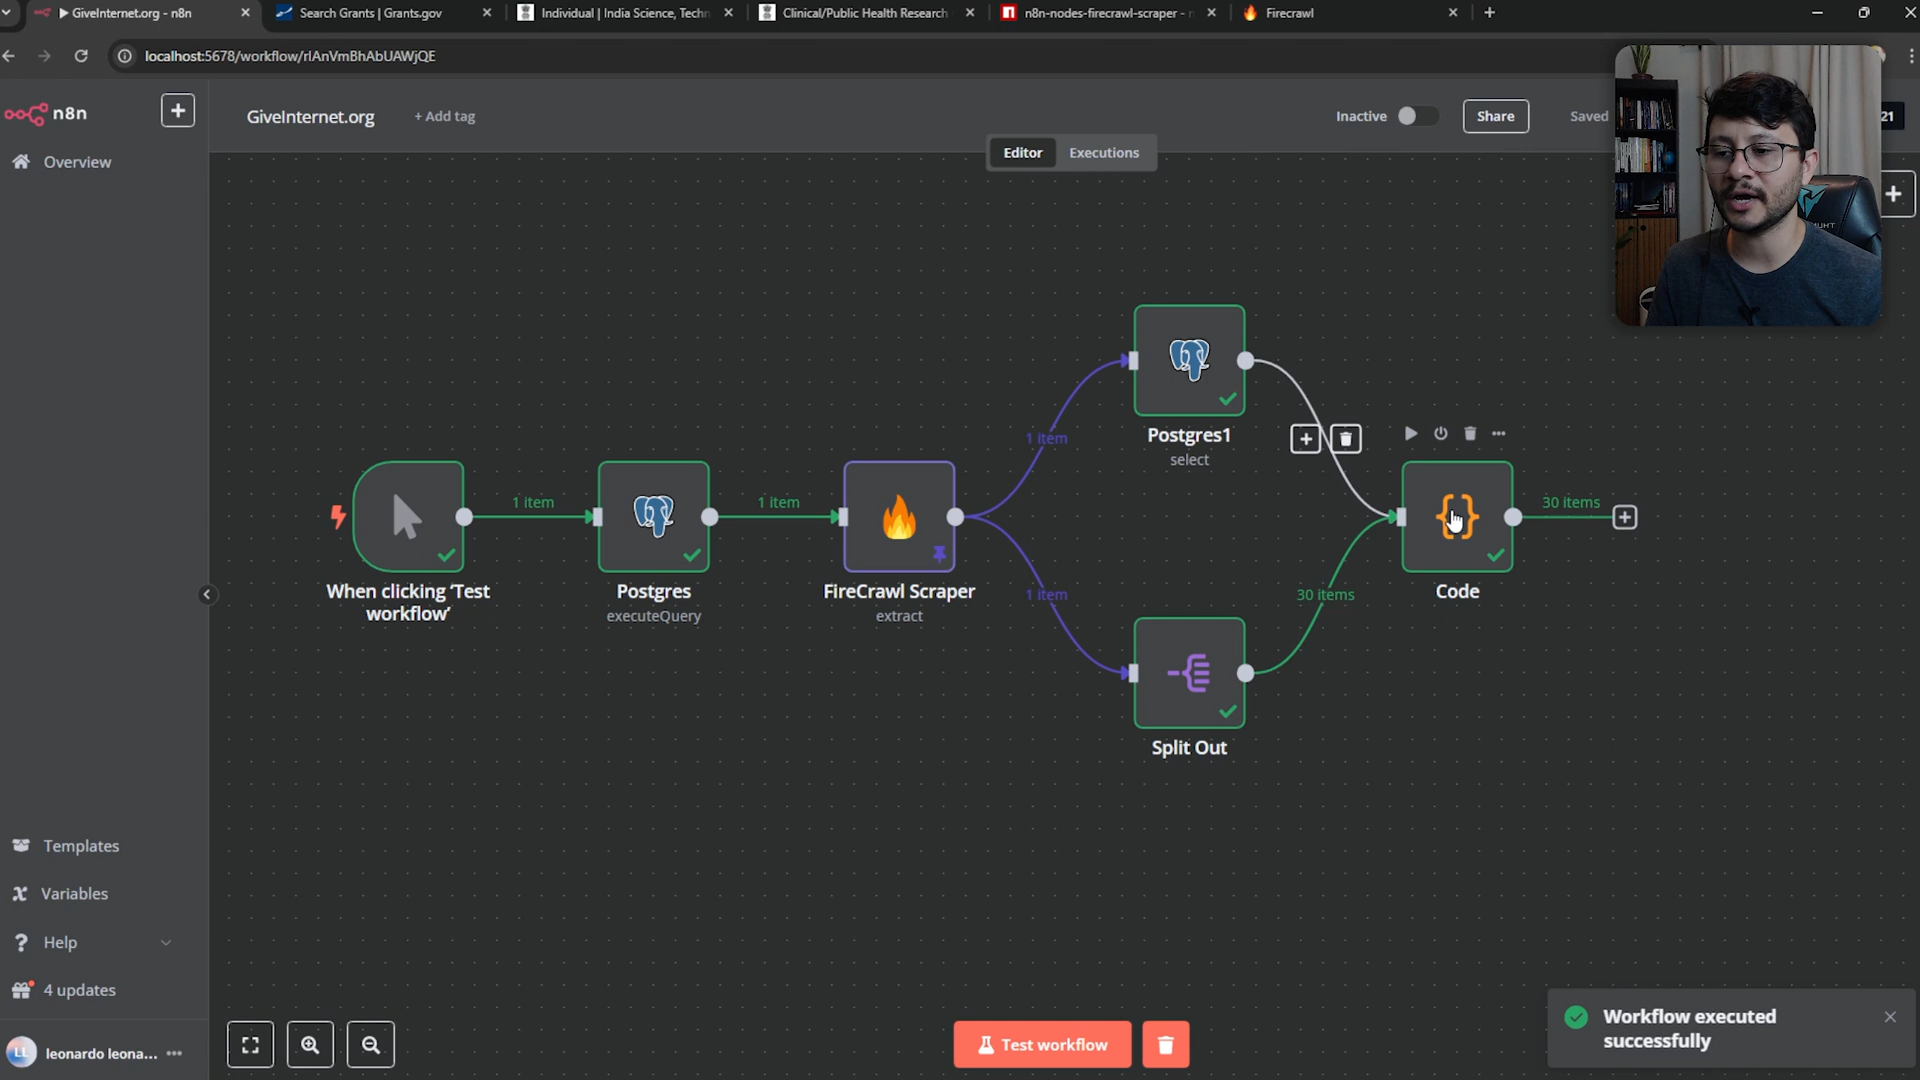 GiveInternet.org - n8n
Search Grants | Grants.gov
Individual | India Science, Techn
Clinical/Public Health Research
n8n-nodes-firecrawl-scraper - n
Firecrawl
localhost:5678/workflow/rlAnVmBhAbUAWjQE
n8n
GiveInternet.org
+ Add tag
Inactive
Share
Saved
21
Editor
Executions
Overview
1 item
1 item
1 item
1 item
30 items
30 items
Postgres1
select
When clicking ‘Test
workflow’
Postgres
executeQuery
FireCrawl Scraper
extract
Code
Split Out
Templates
Variables
Help
4 updates
LL
leonardo leona...
Test workflow
Workflow executed
successfully